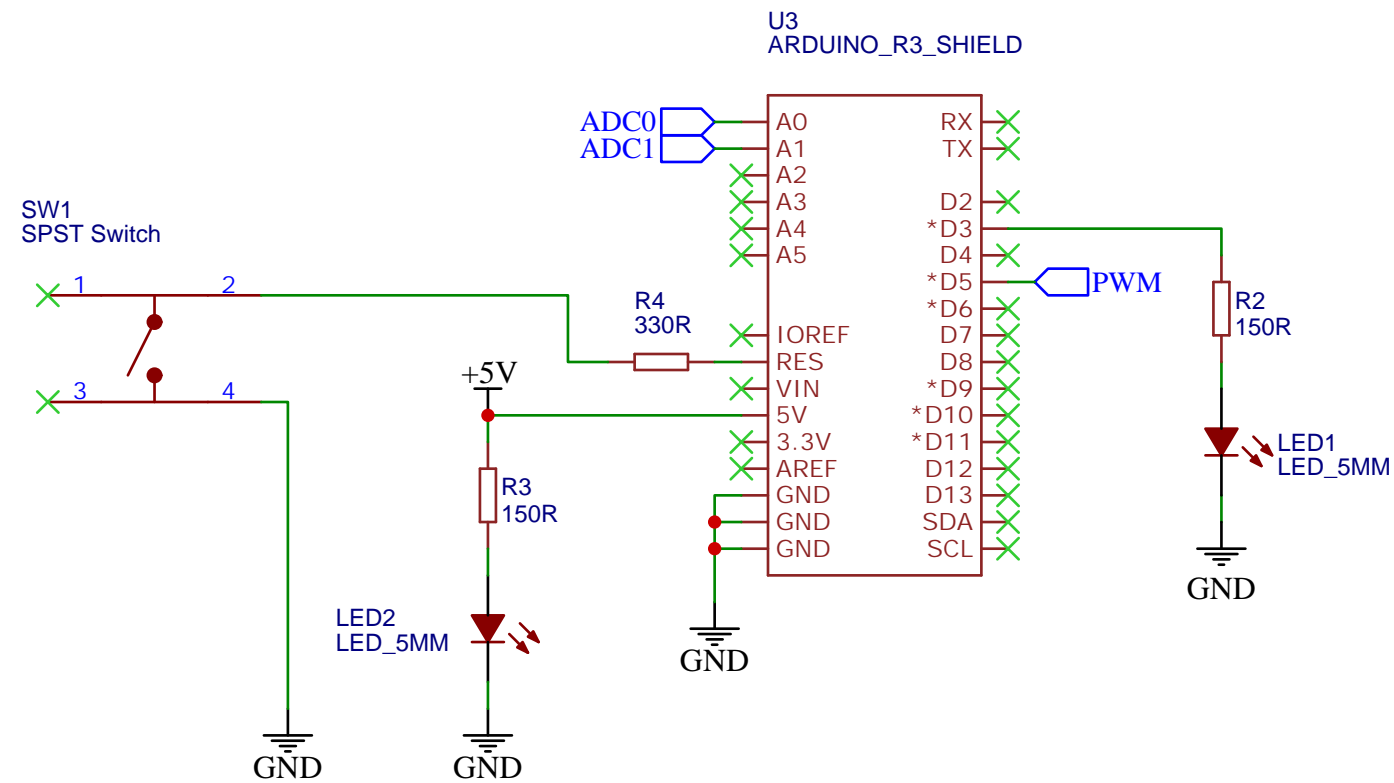 U3
ARDUINO_R3_SHIELD
ADC0
ADC1
A0
A1
A2
A3
A4
A5
IOREF
RES
VIN
5V
3.3V
AREF
GND
GND
GND
RX
TX
D2
*D3
D4
*D5
*D6
D7
D8
*D9
*D10
*D11
D12
D13
SDA
SCL
PWM
SW1
SPST Switch
1
2
3
4
R4
330R
+5V
R3
150R
R2
150R
LED1
LED_5MM
LED2
LED_5MM
GND
GND
GND
GND